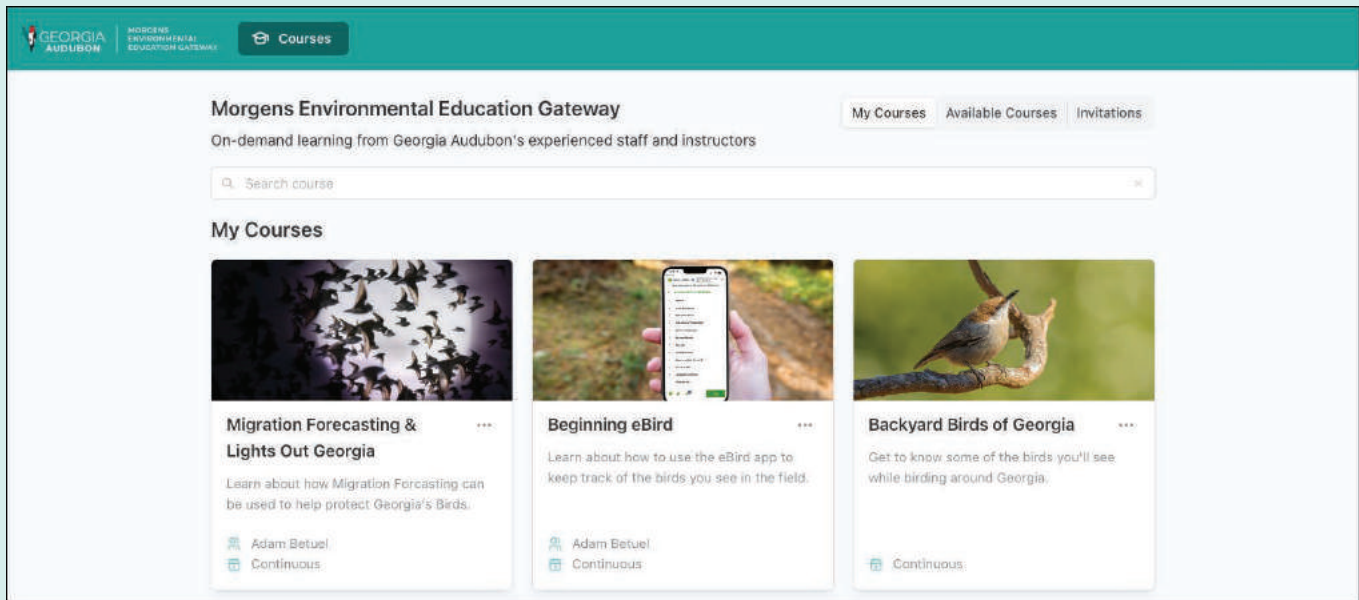 GEORGIA
AUDUBON
MORGENS
ENVIRONMENTAL
EDUCATION GATEWAY
Courses
Morgens Environmental Education Gateway
My Courses
Available Courses
Invitations
On-demand learning from Georgia Audubon's experienced staff and instructors
Search course
My Courses
Migration Forecasting &
Lights Out Georgia
Learn about how Migration Forcasting can
be used to help protect Georgia's Birds.
Adam Betuel
Continuous
Beginning eBird
Learn about how to use the eBird app to
keep track of the birds you see in the field.
Adam Betuel
Continuous
Backyard Birds of Georgia
Get to know some of the birds you'll see
while birding around Georgia.
Continuous